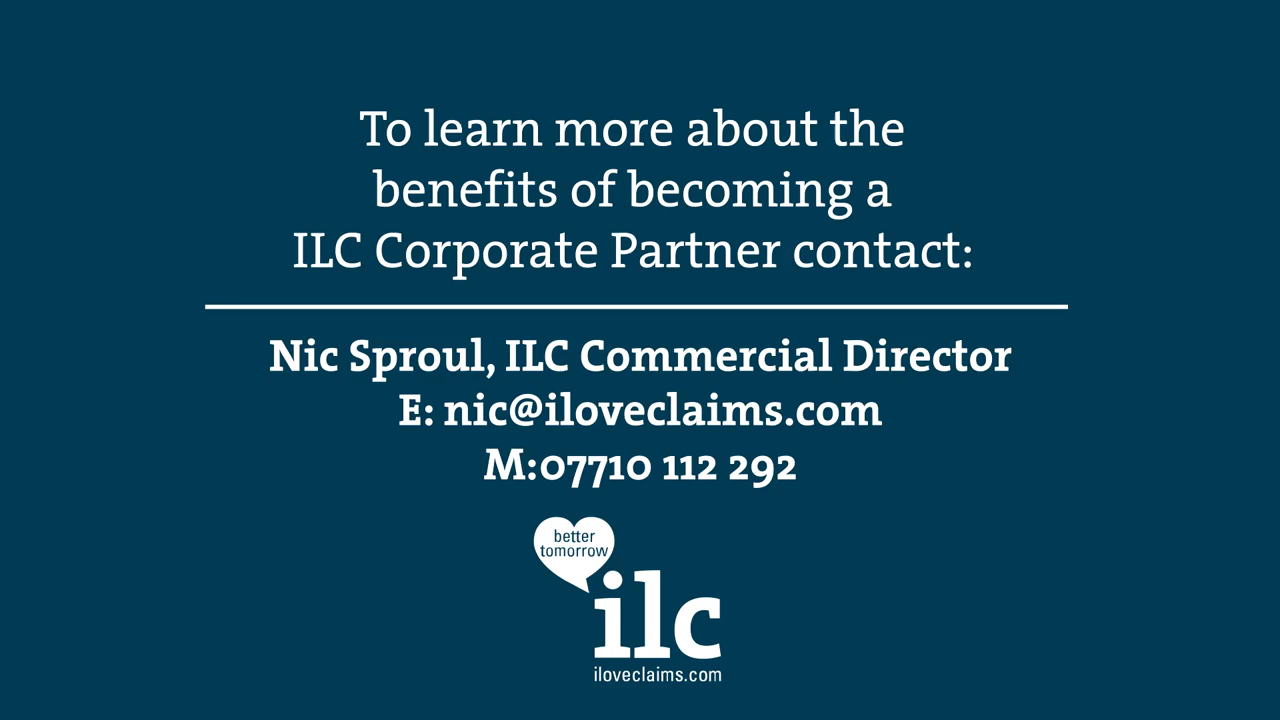 To learn more about the
benefits of becoming a
ILC Corporate Partner contact:
Nic Sproul, ILC Commercial Director
E: nic@iloveclaims.com
M:07710 112 292
better
tomorrow
ilc
iloveclaims.com